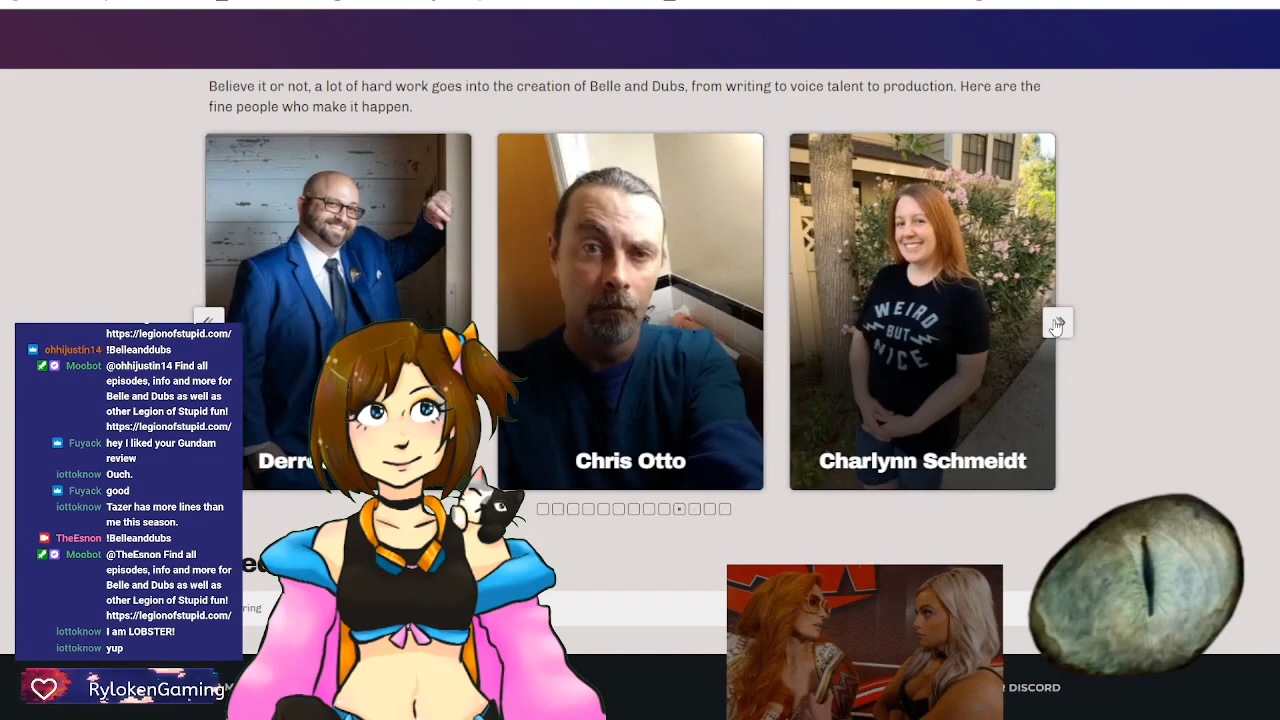 Believe it or not, a lot of hard work goes into the creation of Belle and Dubs, from writing to voice talent to production. Here are the
fine people who make it happen.
WEIRD
BUT
NICE
Chris Otto
Charlynn Schmeidt
https://legionofstupid.com/
ohhijustin14 !Belleanddubs
Moobot @ohhijustin14 Find all
episodes, info and more for
Belle and Dubs as well as
other Legion of Stupid fun!
https://legionofstupid.com/
Fuyack hey I liked your Gundam
review
iottoknow Ouch.
Fuyack good
iottoknow Tazer has more lines than
me this season.
TheEsnon !Belleanddubs
Moobot @TheEsnon Find all
episodes, info and more for
Belle and Dubs as well as
other Legion of Stupid fun!
https://legionofstupid.com/
iottoknow I am LOBSTER!
iottoknow yup
RylokenGaming
DISCORD